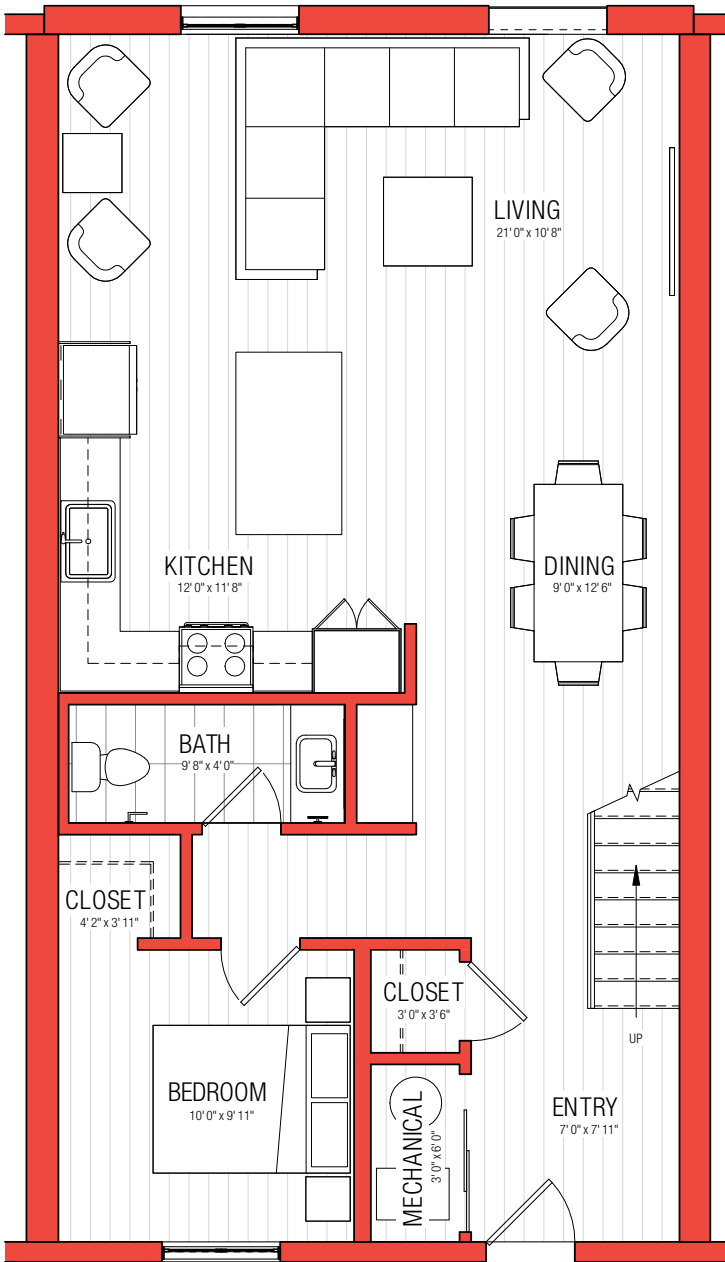 LIVING
21' 0" x 10' 8"
KITCHEN
12' 0" x 11' 8"
DINING
9' 0" x 12' 6"
BATH
9' 8" x 4' 0"
CLOSET
4' 2" x 3' 11"
CLOSET
3' 0" x 3' 6"
UP
BEDROOM
10' 0" x 9' 11"
MECHANICAL
3' 0" x 6' 0"
ENTRY
7' 0" x 7' 11"